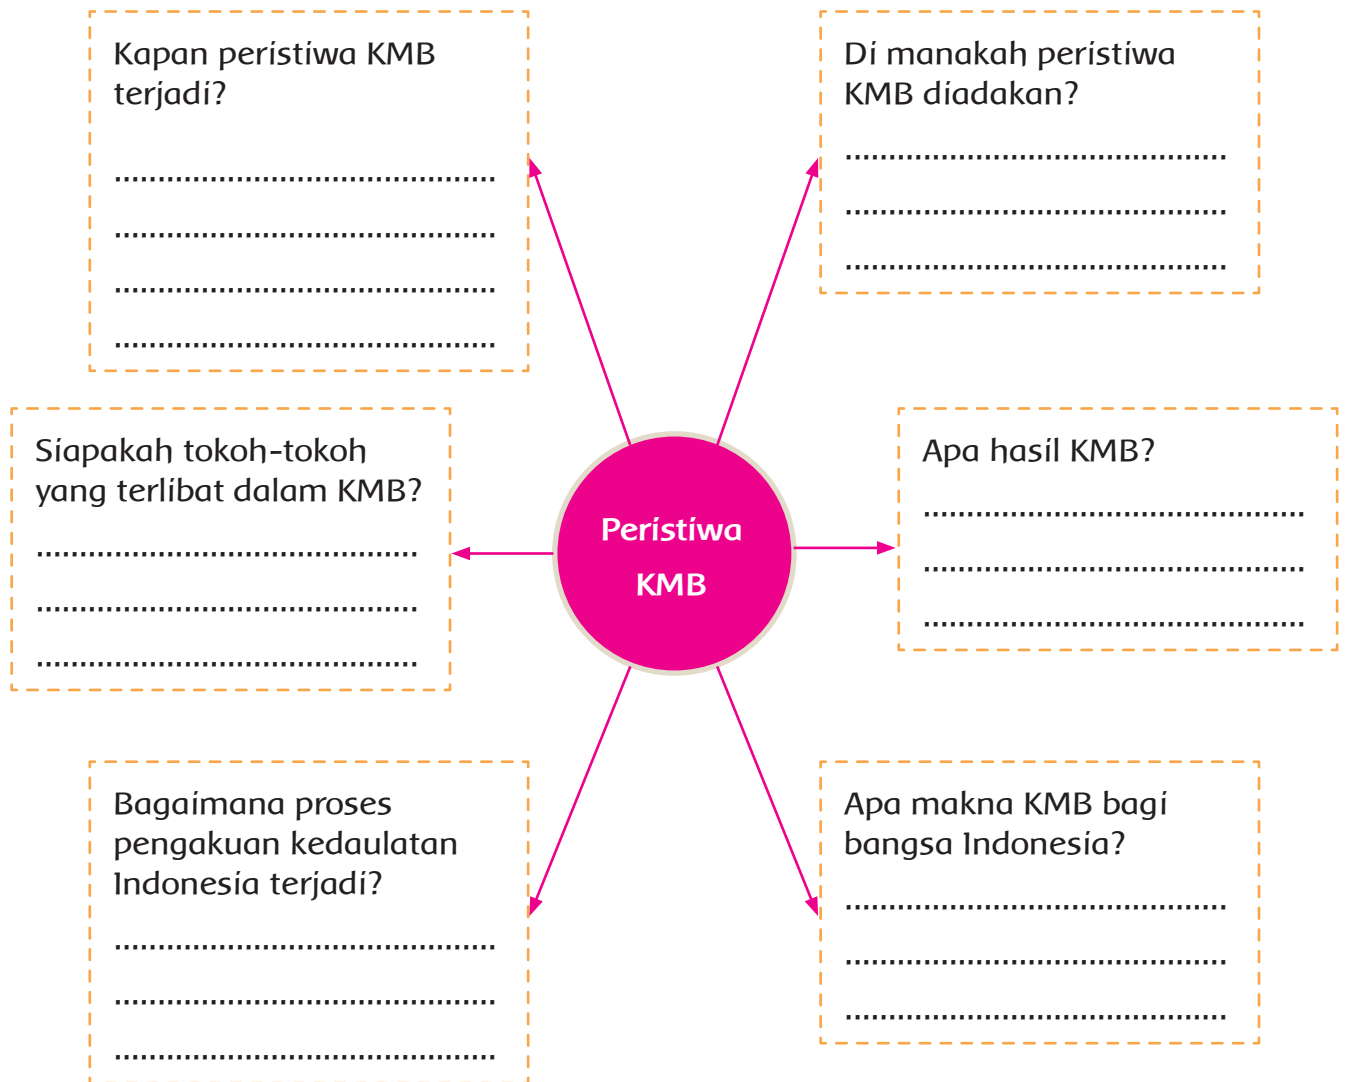 Kapan peristiwa KMB
terjadi?
............................................
............................................
............................................
............................................
Di manakah peristiwa
KMB diadakan?
............................................
............................................
............................................
Siapakah tokoh-tokoh
yang terlibat dalam KMB?
............................................
............................................
............................................
Peristiwa
KMB
Apa hasil KMB?
............................................
............................................
............................................
Bagaimana proses
pengakuan kedaulatan
Indonesia terjadi?
............................................
............................................
............................................
Apa makna KMB bagi
bangsa Indonesia?
............................................
............................................
............................................